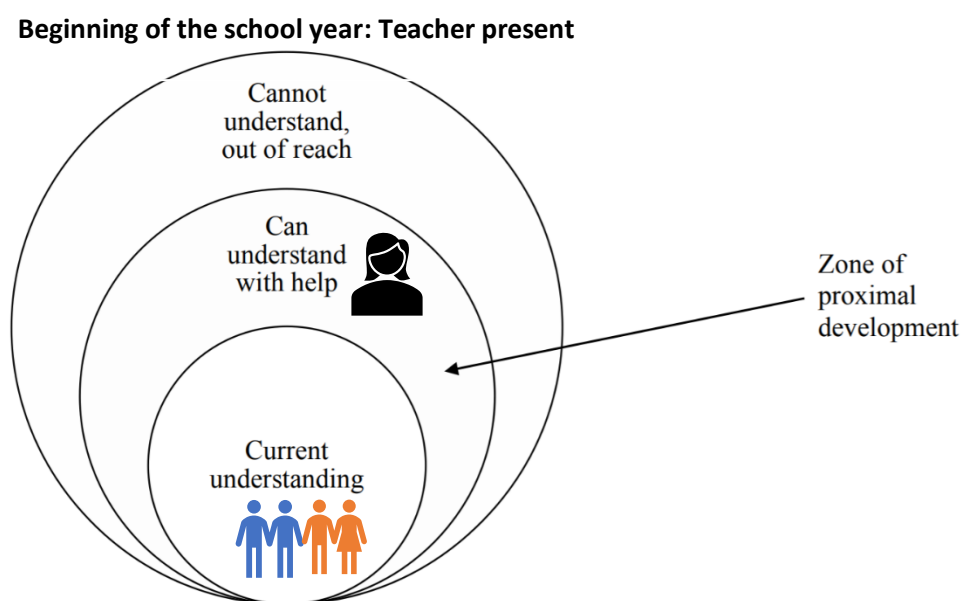 Beginning of the school year: Teacher present
Cannot
understand,
out of reach
Can
understand
with help
Zone of
proximal
development
Current
understanding